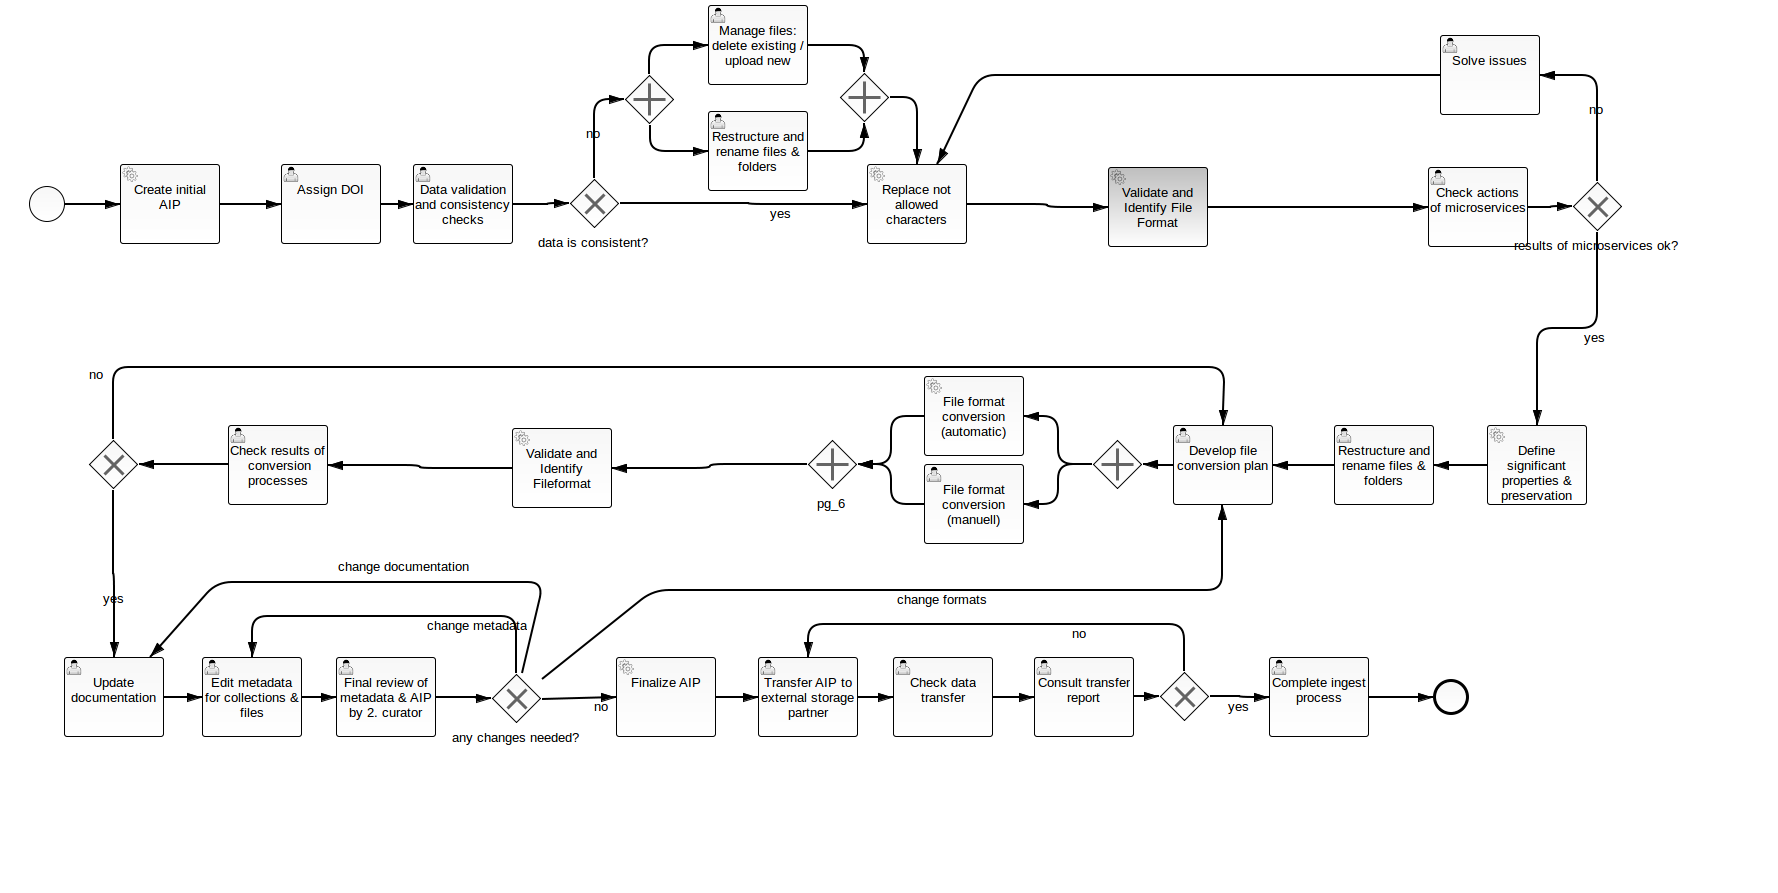 Manage files:
delete existing /
upload new
Solve issues
no
no
Restructure and
rename files &
folders
Create initial
AIP
Assign DOI
Data validation
and consistency
checks
data is consistent?
yes
Replace not
allowed
characters
Validate and
Identify File
Format
Check actions
of microservices
results of microservices ok?
yes
no
File format
conversion
(automatic)
Check results of
conversion
processes
Validate and
Identify
Fileformat
pg_6
File format
conversion
(manuell)
Develop file
conversion plan
Restructure and
rename files &
folders
Define
significant
properties &
preservation
change documentation
yes
change formats
change metadata
no
Update
documentation
Edit metadata
for collections &
files
Final review of
metadata & AIP
by 2. curator
any changes needed?
no
Finalize AIP
Transfer AIP to
external storage
partner
Check data
transfer
Consult transfer
report
yes
Complete ingest
process